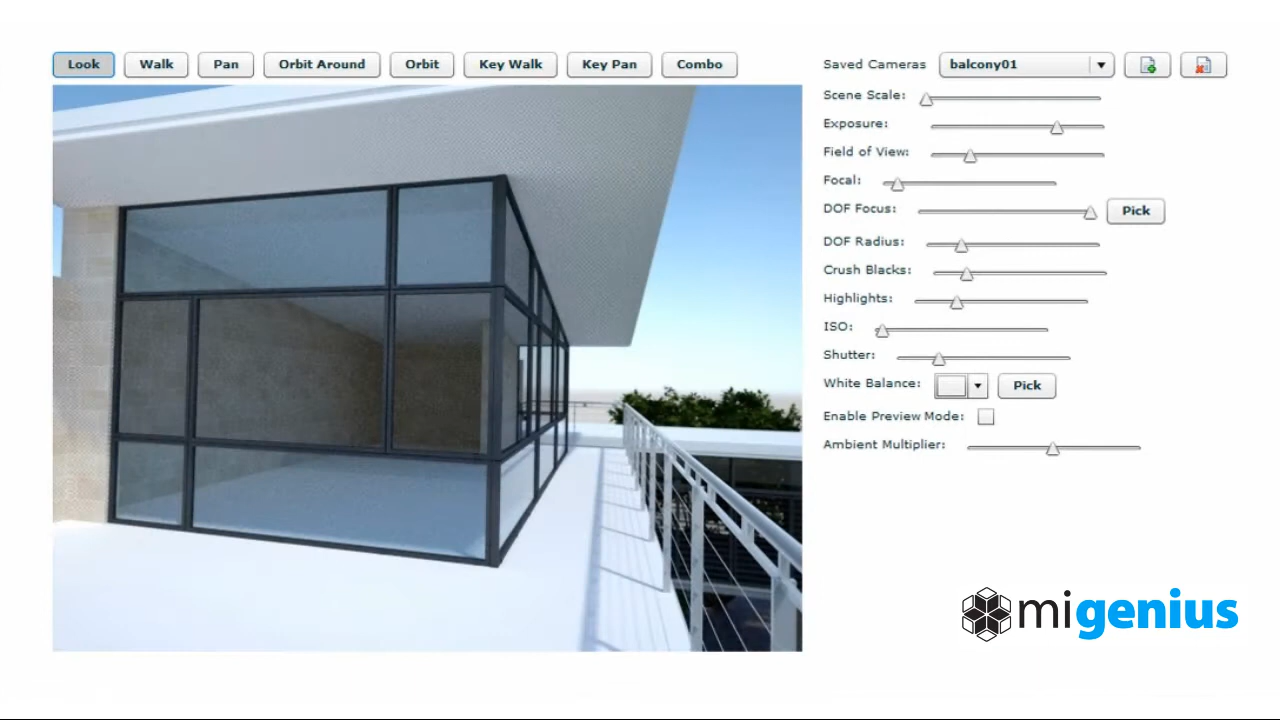 Look Walk Pan Orbit Around Orbit Key Walk Key Pan Combo
Saved Cameras balcony01
Scene Scale:
Exposure:
Field of View:
Focal:
DOF Focus: Pick
DOF Radius:
Crush Blacks:
Highlights:
ISO:
Shutter:
White Balance: Pick
Enable Preview Mode:
Ambient Multiplier:
migenius